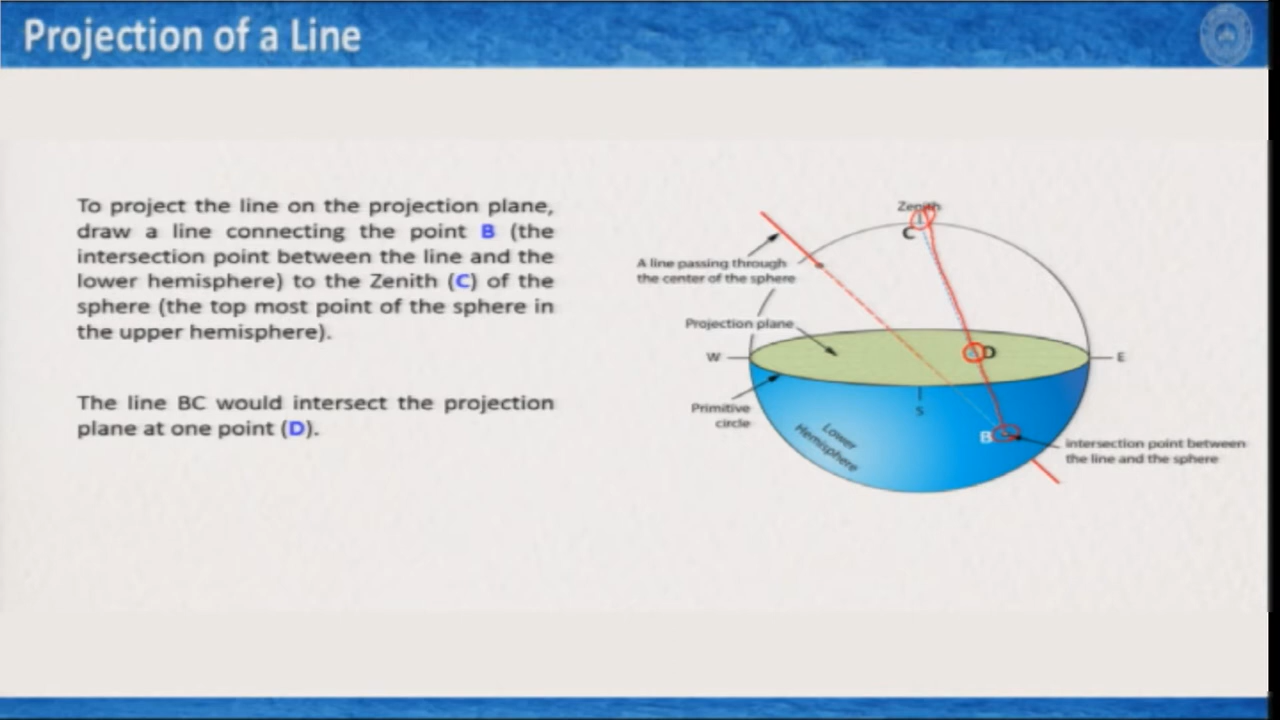 Projection of a Line
To project the line on the projection plane,
draw a line connecting the point B (the
intersection point between the line and the
lower hemisphere) to the Zenith (C) of the
sphere (the top most point of the sphere in
the upper hemisphere).
The line BC would intersect the projection
plane at one point (D).
Zenith
C
A line passing through
the center of the sphere
Projection plane
W
D
E
Primitive
circle
S
Lower
Hemisphere
B
intersection point between
the line and the sphere